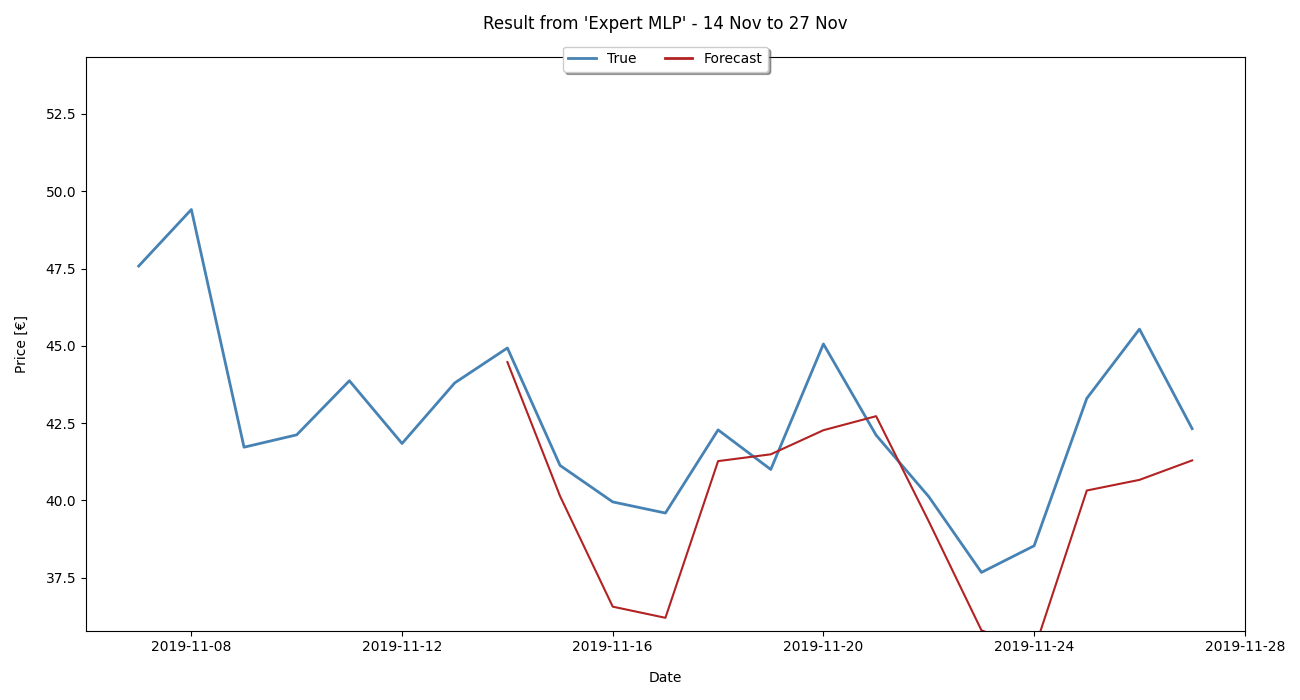 Result from 'Expert MLP' - 14 Nov to 27 Nov
True
Forecast
52.5
50.0
47.5
45.0
42.5
40.0
37.5
Price [€]
2019-11-08
2019-11-12
2019-11-16
2019-11-20
2019-11-24
2019-11-28
Date